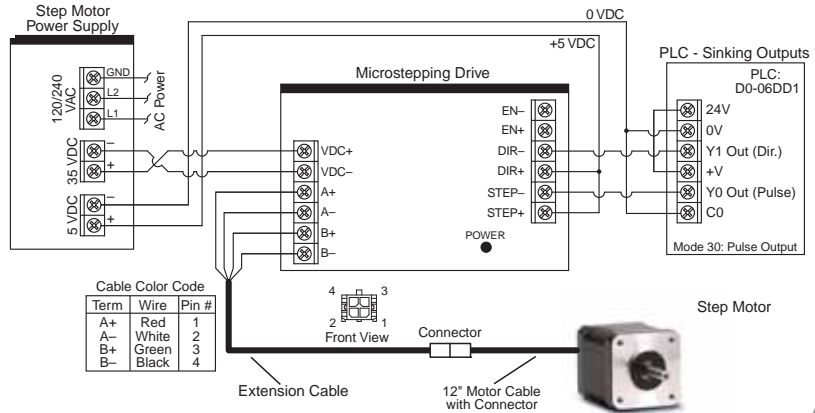 Step Motor
Power Supply
GND
L2
L1
120/240
VAC
AC Power
–
+
35 VDC
–
+
5 VDC
0 VDC
+5 VDC
Microstepping Drive
VDC+
VDC–
A+
A–
B+
B–
EN–
EN+
DIR–
DIR+
STEP–
STEP+
POWER
PLC - Sinking Outputs
PLC:
D0-06DD1
24V
0V
Y1 Out (Dir.)
+V
Y0 Out (Pulse)
C0
Mode 30: Pulse Output
Cable Color Code
Term Wire Pin #
A+ Red 1
A– White 2
B+ Green 3
B– Black 4
4 3
2 1
Front View
Connector
Step Motor
Extension Cable
12" Motor Cable
with Connector